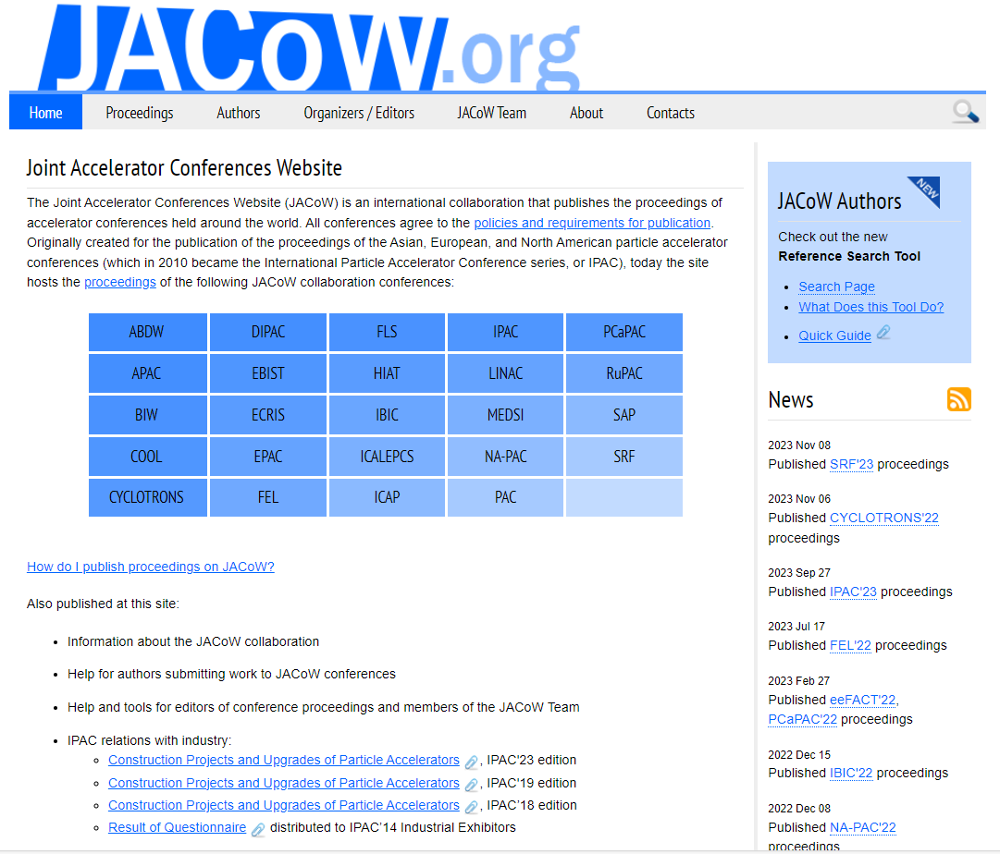 JACoW.org
Home Proceedings Authors Organizers / Editors JACoW Team About Contacts
Joint Accelerator Conferences Website
The Joint Accelerator Conferences Website (JACoW) is an international collaboration that publishes the proceedings of
accelerator conferences held around the world. All conferences agree to the policies and requirements for publication.
Originally created for the publication of the proceedings of the Asian, European, and North American particle accelerator
conferences (which in 2010 became the International Particle Accelerator Conference series, or IPAC), today the site
hosts the proceedings of the following JACoW collaboration conferences:
ABDW DIPAC FLS IPAC PCaPAC
APAC EBIST HIAT LINAC RuPAC
BIW ECRIS IBIC MEDSI SAP
COOL EPAC ICALEPCS NA-PAC SRF
CYCLOTRONS FEL ICAP PAC
How do I publish proceedings on JACoW?
Also published at this site:
• Information about the JACoW collaboration
• Help for authors submitting work to JACoW conferences
• Help and tools for editors of conference proceedings and members of the JACoW Team
• IPAC relations with industry:
◦ Construction Projects and Upgrades of Particle Accelerators , IPAC'23 edition
◦ Construction Projects and Upgrades of Particle Accelerators , IPAC'19 edition
◦ Construction Projects and Upgrades of Particle Accelerators , IPAC’18 edition
◦ Result of Questionnaire distributed to IPAC’14 Industrial Exhibitors
JACoW Authors
NEW
Check out the new
Reference Search Tool
• Search Page
• What Does this Tool Do?
• Quick Guide
News
2023 Nov 08
Published SRF'23 proceedings
2023 Nov 06
Published CYCLOTRONS'22
proceedings
2023 Sep 27
Published IPAC'23 proceedings
2023 Jul 17
Published FEL'22 proceedings
2023 Feb 27
Published eeFACT'22,
PCaPAC'22 proceedings
2022 Dec 15
Published IBIC'22 proceedings
2022 Dec 08
Published NA-PAC'22
proceedings